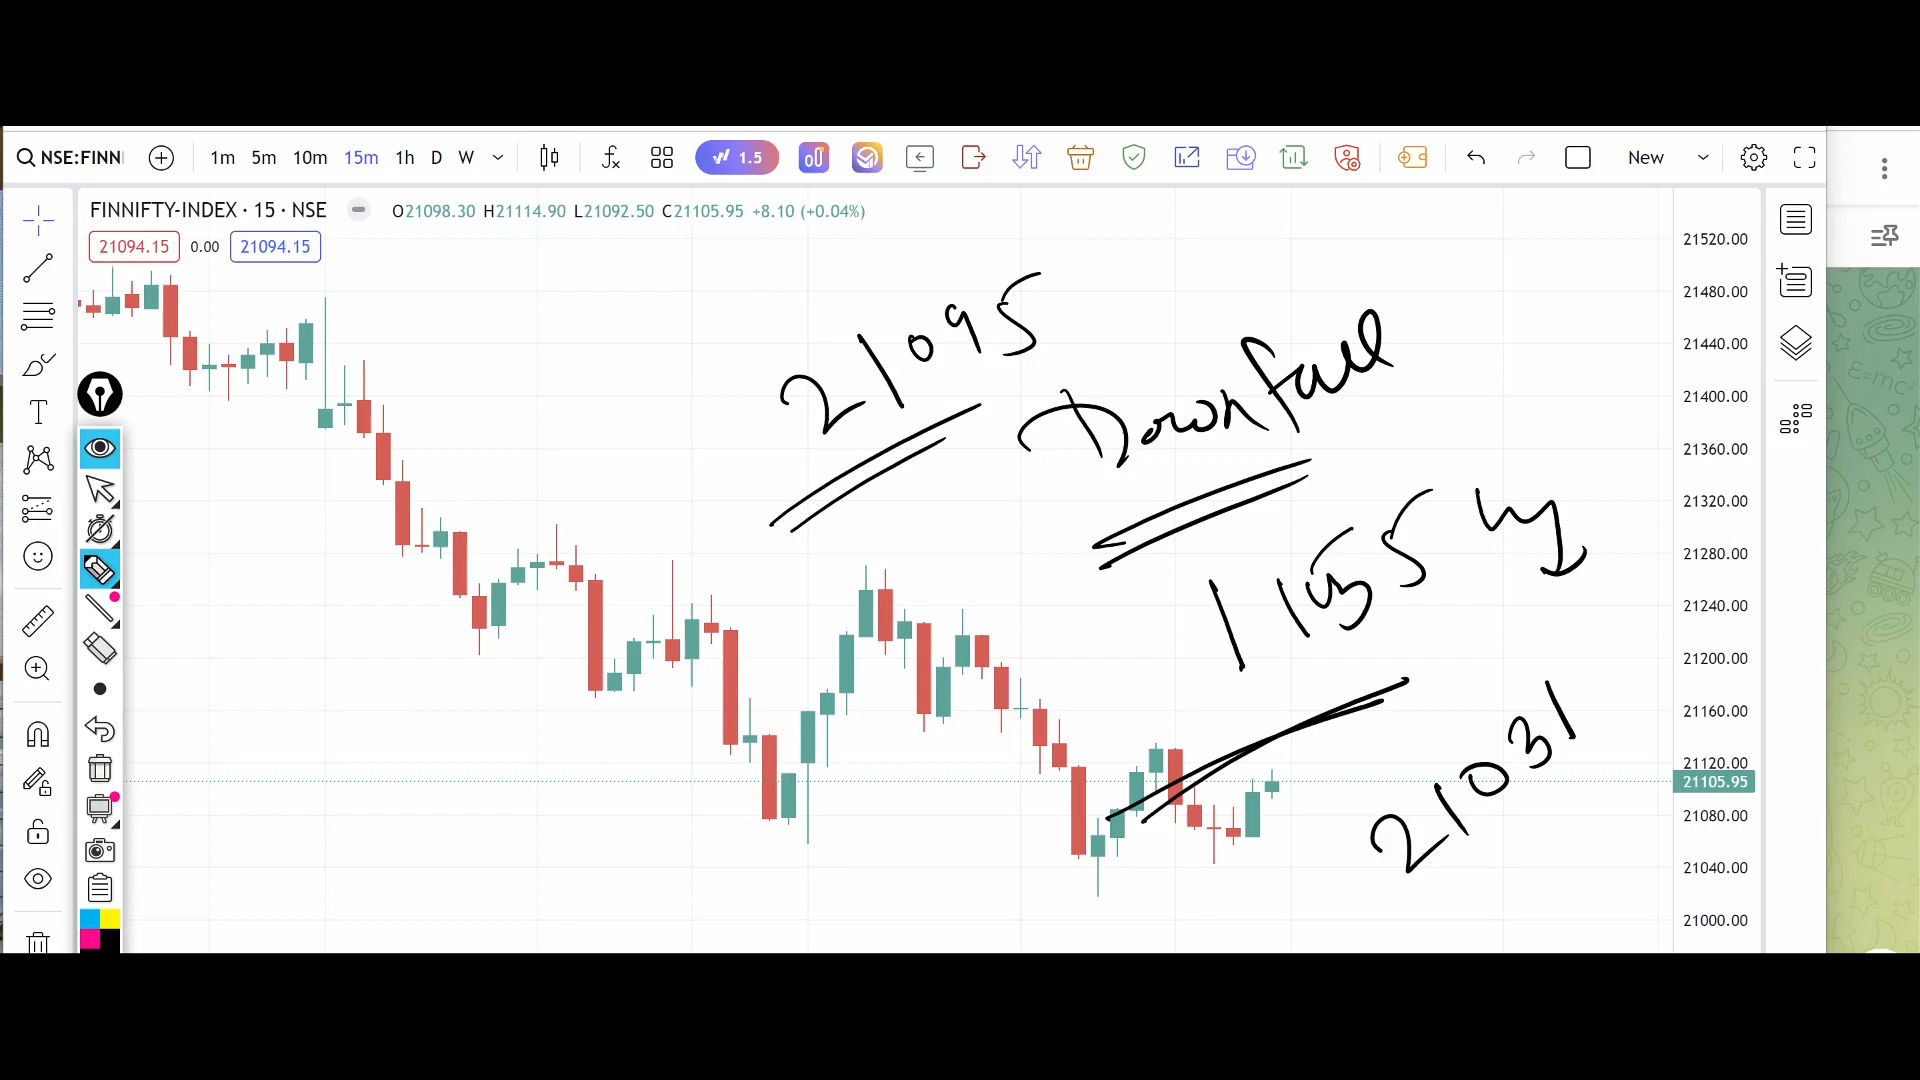 NSE:FINN
1m 5m 10m 15m 1h D W
1.5
New
FINNIFTY-INDEX · 15 · NSE
O21098.30 H21114.90 L21092.50 C21105.95 +8.10 (+0.04%)
21094.15 0.00 21094.15
21520.00
21480.00
21440.00
21400.00
21360.00
21320.00
21280.00
21240.00
21200.00
21160.00
21120.00
21105.95
21080.00
21040.00
21000.00
21095
Downfall
21031